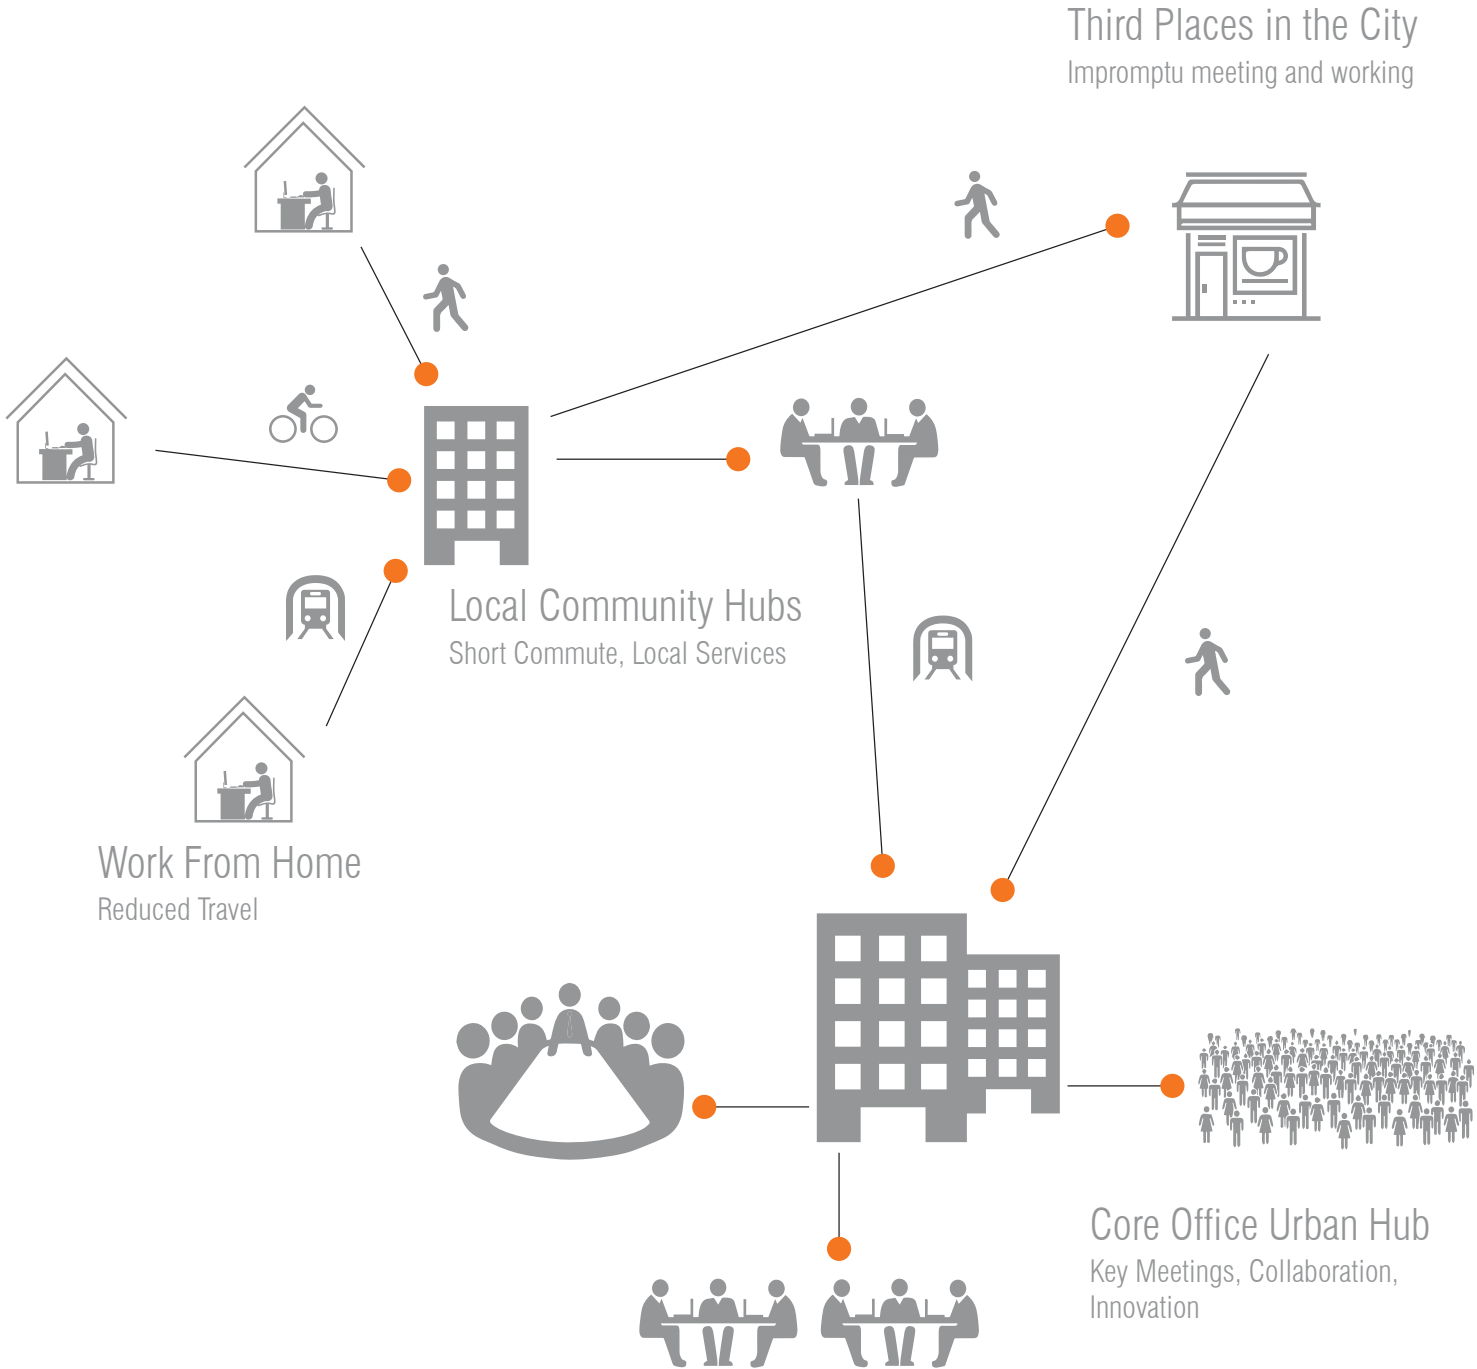 Third Places in the City
Impromptu meeting and working
Local Community Hubs
Short Commute, Local Services
Work From Home
Reduced Travel
Core Office Urban Hub
Key Meetings, Collaboration,
Innovation